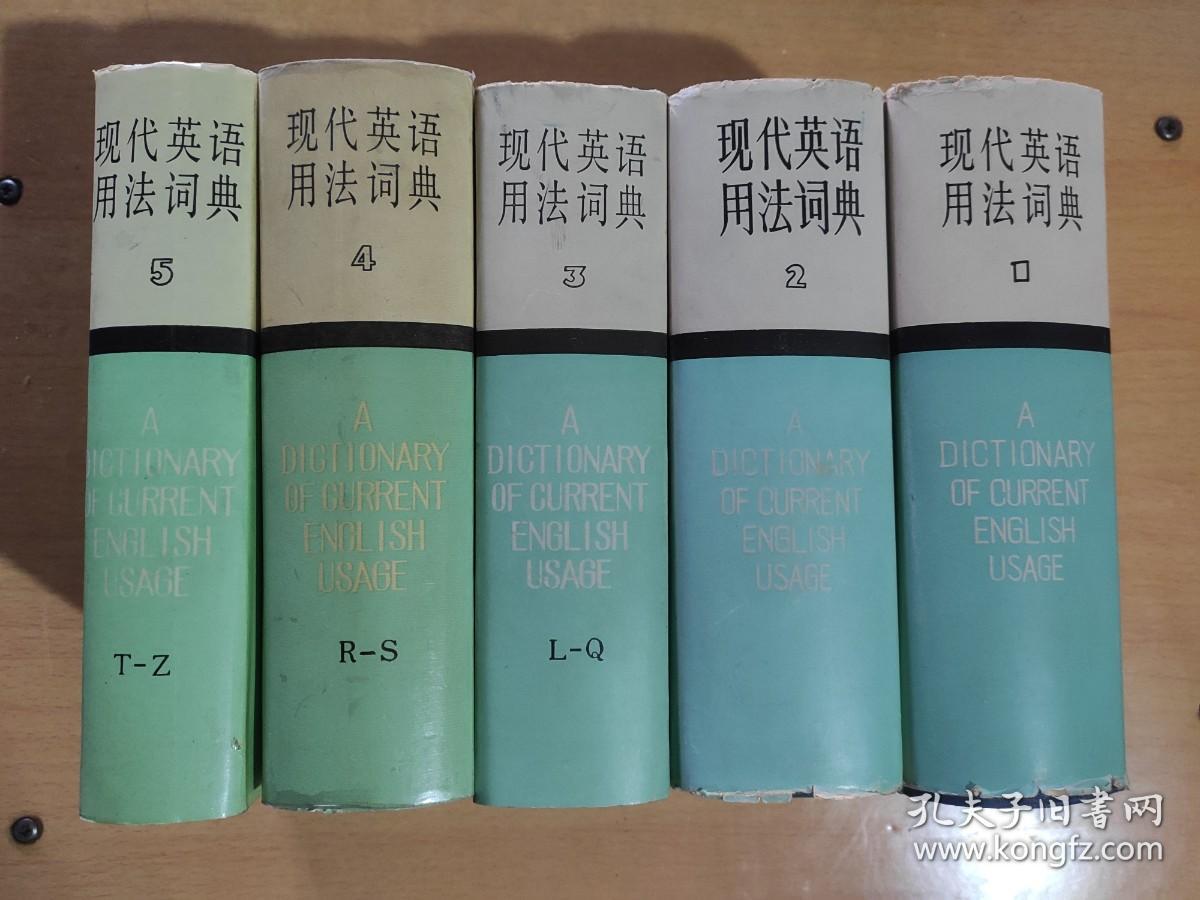 现代英语
用法词典
5
A
DICTIONARY
OF CURRENT
ENGLISH
USAGE
T-Z
现代英语
用法词典
4
A
DICTIONARY
OF CURRENT
ENGLISH
USAGE
R-S
现代英语
用法词典
3
A
DICTIONARY
OF CURRENT
ENGLISH
USAGE
L-Q
现代英语
用法词典
2
A
DICTIONARY
OF CURRENT
ENGLISH
USAGE
现代英语
用法词典
1
A
DICTIONARY
OF CURRENT
ENGLISH
USAGE
孔夫子旧书网
www.kongfz.com